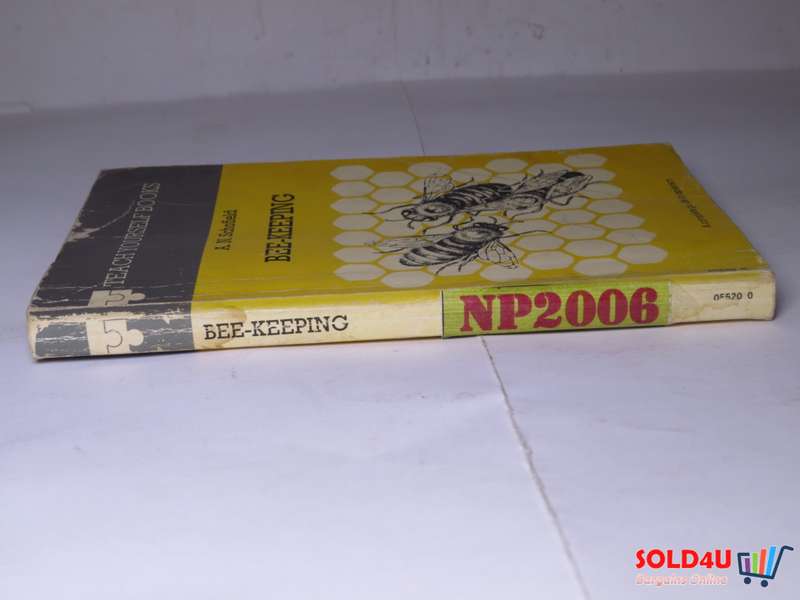 TEACH YOURSELF BOOKS
A. N. Schofield
BEE-KEEPING
BEE-KEEPING
NP2006
05520 0
SOLD4U
Bargains Online